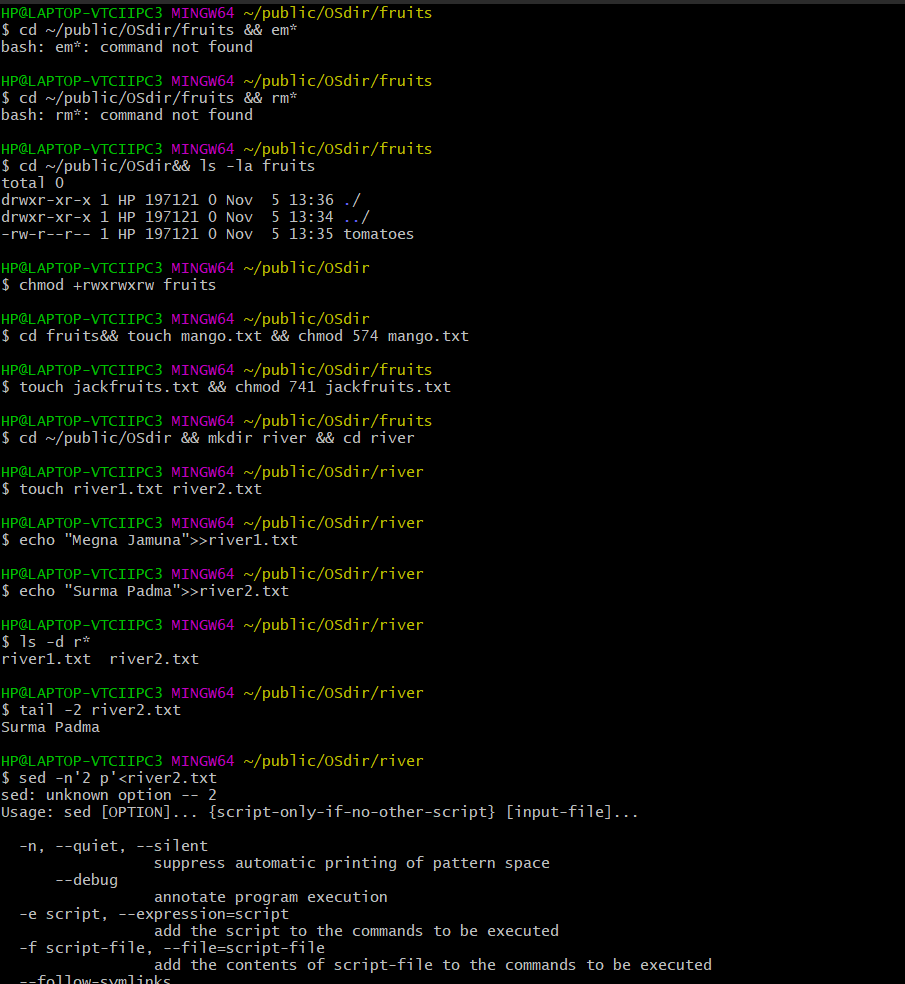 HP@LAPTOP-VTCIIPC3 MINGW64 ~/public/OSdir/fruits
$ cd ~/public/OSdir/fruits && em*
bash: em*: command not found
HP@LAPTOP-VTCIIPC3 MINGW64 ~/public/OSdir/fruits
$ cd ~/public/OSdir/fruits && rm*
bash: rm*: command not found
HP@LAPTOP-VTCIIPC3 MINGW64 ~/public/OSdir/fruits
$ cd ~/public/OSdir&& ls -la fruits
total 0
drwxr-xr-x 1 HP 197121 0 Nov  5 13:36 ./
drwxr-xr-x 1 HP 197121 0 Nov  5 13:34 ../
-rw-r--r-- 1 HP 197121 0 Nov  5 13:35 tomatoes
HP@LAPTOP-VTCIIPC3 MINGW64 ~/public/OSdir
$ chmod +rwxrwxrw fruits
HP@LAPTOP-VTCIIPC3 MINGW64 ~/public/OSdir
$ cd fruits&& touch mango.txt && chmod 574 mango.txt
HP@LAPTOP-VTCIIPC3 MINGW64 ~/public/OSdir/fruits
$ touch jackfruits.txt && chmod 741 jackfruits.txt
HP@LAPTOP-VTCIIPC3 MINGW64 ~/public/OSdir/fruits
$ cd ~/public/OSdir && mkdir river && cd river
HP@LAPTOP-VTCIIPC3 MINGW64 ~/public/OSdir/river
$ touch river1.txt river2.txt
HP@LAPTOP-VTCIIPC3 MINGW64 ~/public/OSdir/river
$ echo "Megna Jamuna">>river1.txt
HP@LAPTOP-VTCIIPC3 MINGW64 ~/public/OSdir/river
$ echo "Surma Padma">>river2.txt
HP@LAPTOP-VTCIIPC3 MINGW64 ~/public/OSdir/river
$ ls -d r*
river1.txt  river2.txt
HP@LAPTOP-VTCIIPC3 MINGW64 ~/public/OSdir/river
$ tail -2 river2.txt
Surma Padma
HP@LAPTOP-VTCIIPC3 MINGW64 ~/public/OSdir/river
$ sed -n'2 p'<river2.txt
sed: unknown option -- 2
Usage: sed [OPTION]... {script-only-if-no-other-script} [input-file]...
-n, --quiet, --silent
suppress automatic printing of pattern space
--debug
annotate program execution
-e script, --expression=script
add the script to the commands to be executed
-f script-file, --file=script-file
add the contents of script-file to the commands to be executed
--follow-symlinks